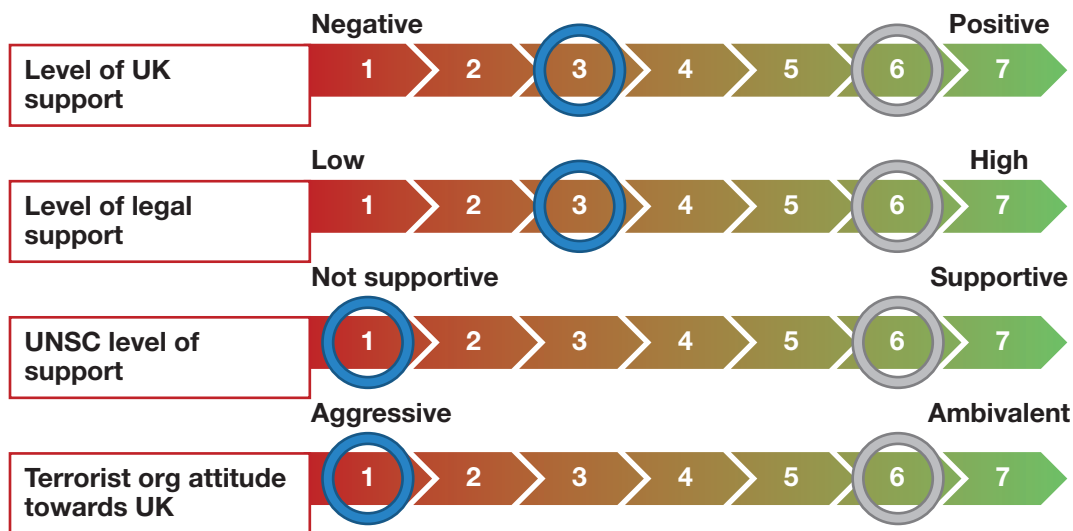 Negative Positive
Level of UK
support
1 2 3 4 5 6 7
Low High
Level of legal
support
1 2 3 4 5 6 7
Not supportive Supportive
UNSC level of
support
1 2 3 4 5 6 7
Aggressive Ambivalent
Terrorist org attitude
towards UK
1 2 3 4 5 6 7